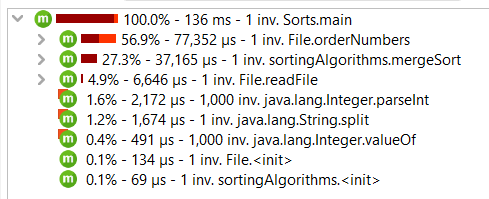 m 100.0% - 136 ms - 1 inv. Sorts.main
m 56.9% - 77,352 µs - 1 inv. File.orderNumbers
m 27.3% - 37,165 µs - 1 inv. sortingAlgorithms.mergeSort
m 4.9% - 6,646 µs - 1 inv. File.readFile
m 1.6% - 2,172 µs - 1,000 inv. java.lang.Integer.parseInt
m 1.2% - 1,674 µs - 1 inv. java.lang.String.split
m 0.4% - 491 µs - 1,000 inv. java.lang.Integer.valueOf
m 0.1% - 134 µs - 1 inv. File.<init>
m 0.1% - 69 µs - 1 inv. sortingAlgorithms.<init>